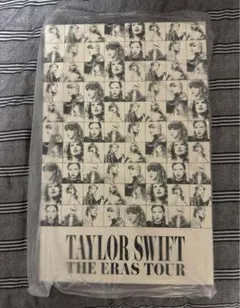 TAYLOR SWIFT
THE ERAS TOUR